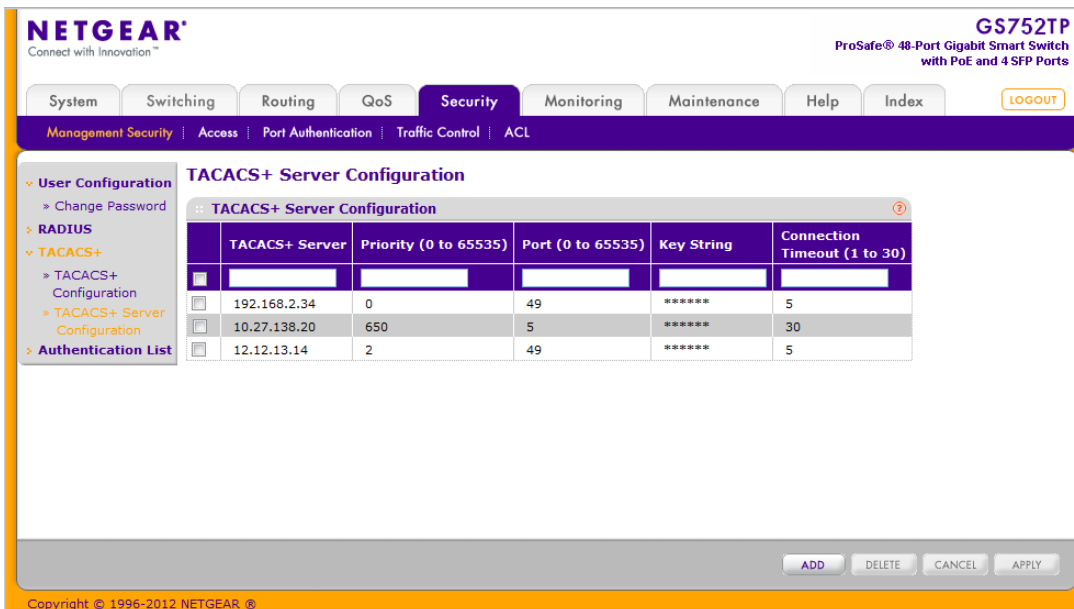 NETGEAR®
Connect with Innovation™
GS752TP
ProSafe® 48-Port Gigabit Smart Switch
with PoE and 4 SFP Ports
System Switching Routing QoS Security Monitoring Maintenance Help Index LOGOUT
Management Security | Access | Port Authentication | Traffic Control | ACL
User Configuration
» Change Password
RADIUS
TACACS+
» TACACS+
Configuration
» TACACS+ Server
Configuration
Authentication List
TACACS+ Server Configuration
TACACS+ Server Configuration ?
TACACS+ Server Priority (0 to 65535) Port (0 to 65535) Key String Connection
Timeout (1 to 30)
192.168.2.34 0 49 ****** 5
10.27.138.20 650 5 ****** 30
12.12.13.14 2 49 ****** 5
ADD DELETE CANCEL APPLY
Copyright © 1996-2012 NETGEAR ®